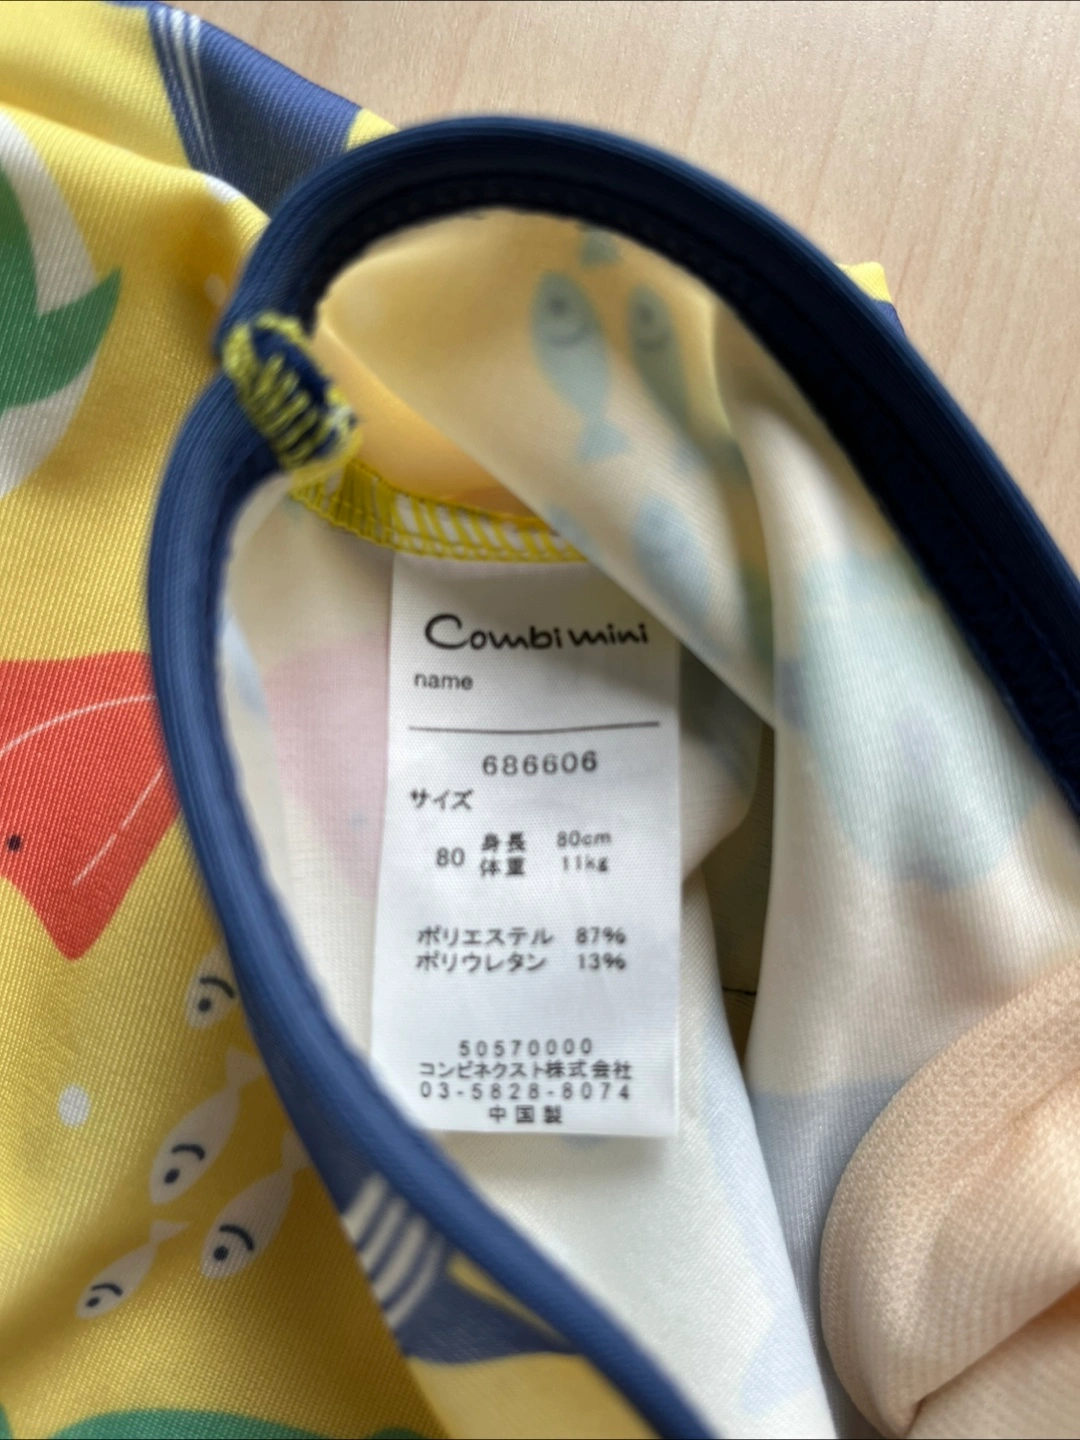 Combi mini
name
686606
サイズ
80 身長 80cm
体重 11kg
ポリエステル 87%
ポリウレタン 13%
50570000
コンビネクスト株式会社
03-5828-8074
中国製